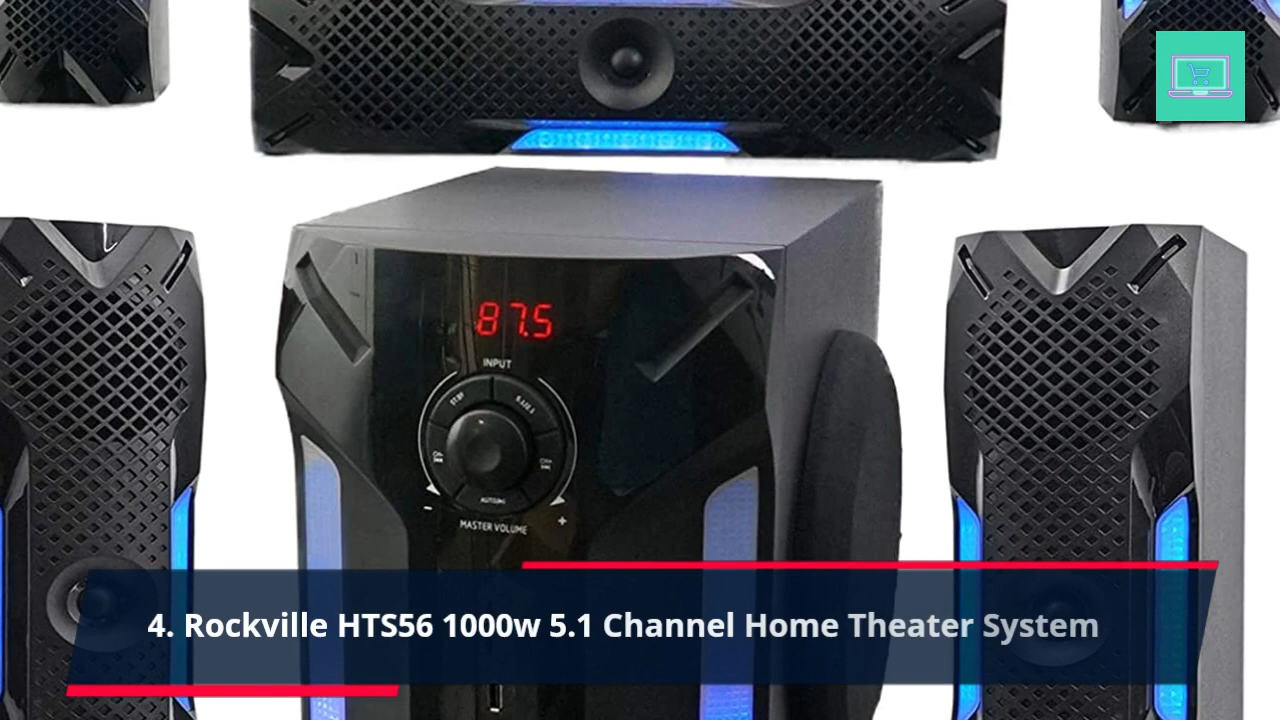 87.5
INPUT
MASTER VOLUME
- +
4. Rockville HTS56 1000w 5.1 Channel Home Theater System